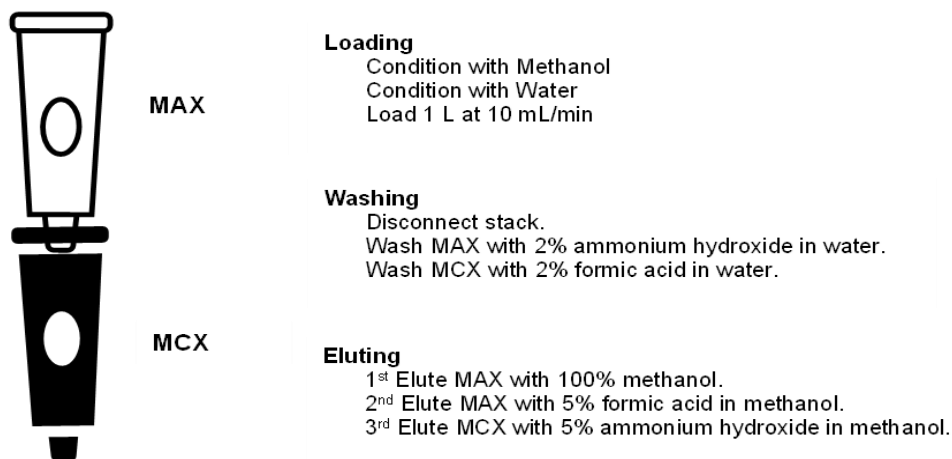 MAX
MCX
Loading
Condition with Methanol
Condition with Water
Load 1 L at 10 mL/min
Washing
Disconnect stack.
Wash MAX with 2% ammonium hydroxide in water.
Wash MCX with 2% formic acid in water.
Eluting
1st Elute MAX with 100% methanol.
2nd Elute MAX with 5% formic acid in methanol.
3rd Elute MCX with 5% ammonium hydroxide in methanol.